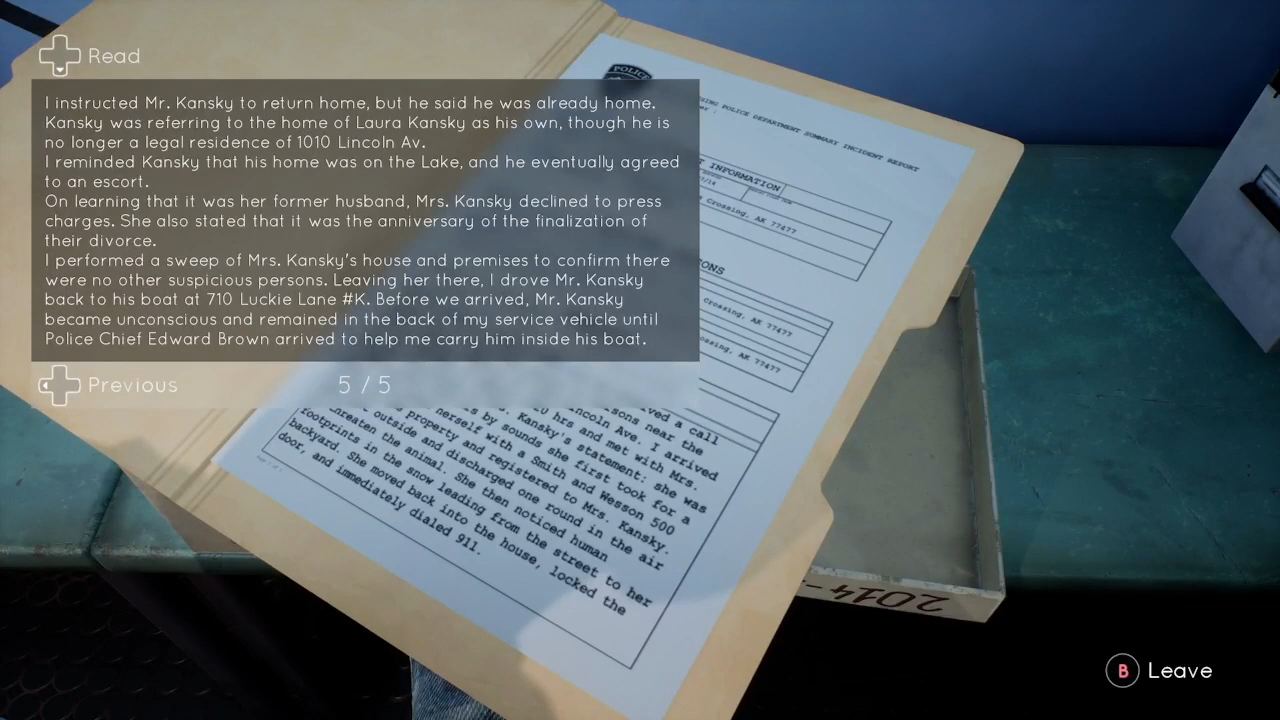 Read
I instructed Mr. Kansky to return home, but he said he was already home.
Kansky was referring to the home of Laura Kansky as his own, though he is
no longer a legal residence of 1010 Lincoln Av.
I reminded Kansky that his home was on the Lake, and he eventually agreed
to an escort.
On learning that it was her former husband, Mrs. Kansky declined to press
charges. She also stated that it was the anniversary of the finalization of
their divorce.
I performed a sweep of Mrs. Kansky's house and premises to confirm there
were no other suspicious persons. Leaving her there, I drove Mr. Kansky
back to his boat at 710 Luckie Lane #K. Before we arrived, Mr. Kansky
became unconscious and remained in the back of my service vehicle until
Police Chief Edward Brown arrived to help me carry him inside his boat.
Previous 5 / 5
POLICE
POLICE DEPARTMENT SUMMARY INCIDENT REPORT
INFORMATION
Crossing, AK 77477
Crossing, AK 77477
Crossing, AK 77477
a call
near the
Lincoln Ave. I arrived
hrs and met with Mrs.
Kansky's statement: she was
by sounds she first took for a
herself with a Smith and Wesson 500
property and registered to Mrs. Kansky.
outside and discharged one round in the air
the animal. She then noticed human
footprints in the snow leading from the street to her
backyard. She moved back into the house, locked the
door, and immediately dialed 911.
2014-
B Leave